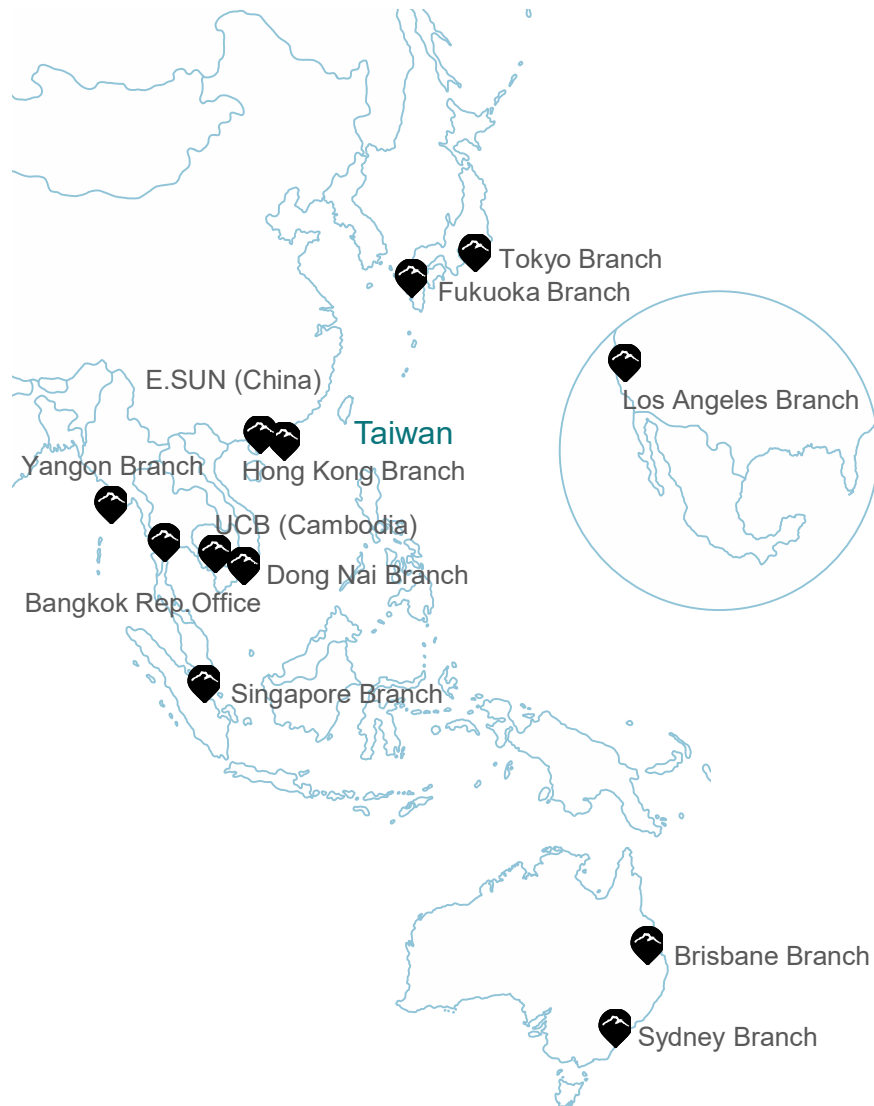 Tokyo Branch
Fukuoka Branch
E.SUN (China)
Los Angeles Branch
Taiwan
Yangon Branch
Hong Kong Branch
UCB (Cambodia)
Dong Nai Branch
Bangkok Rep.Office
Singapore Branch
Brisbane Branch
Sydney Branch